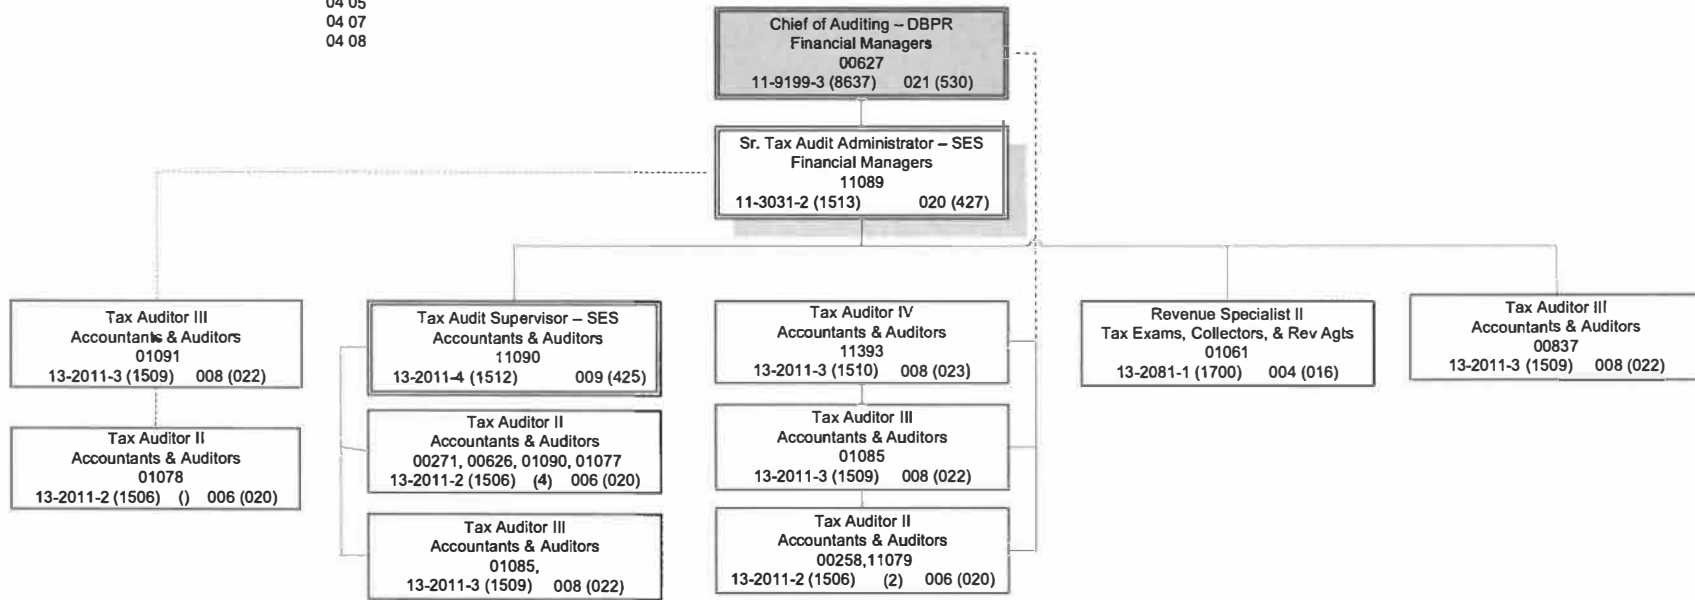 04 05
04 07
04 08
Chief of Auditing – DBPR
Financial Managers
00627
11-9199-3 (8637) 021 (530)
Sr. Tax Audit Administrator – SES
Financial Managers
11089
11-3031-2 (1513) 020 (427)
Tax Auditor III
Accountants & Auditors
01091
13-2011-3 (1509) 008 (022)
Tax Auditor II
Accountants & Auditors
01078
13-2011-2 (1506) () 006 (020)
Tax Audit Supervisor – SES
Accountants & Auditors
11090
13-2011-4 (1512) 009 (425)
Tax Auditor II
Accountants & Auditors
00271, 00626, 01090, 01077
13-2011-2 (1506) (4) 006 (020)
Tax Auditor III
Accountants & Auditors
01085,
13-2011-3 (1509) 008 (022)
Tax Auditor IV
Accountants & Auditors
11393
13-2011-3 (1510) 008 (023)
Tax Auditor III
Accountants & Auditors
01085
13-2011-3 (1509) 008 (022)
Tax Auditor II
Accountants & Auditors
00258,11079
13-2011-2 (1506) (2) 006 (020)
Revenue Specialist II
Tax Exams, Collectors, & Rev Agts
01061
13-2081-1 (1700) 004 (016)
Tax Auditor III
Accountants & Auditors
00837
13-2011-3 (1509) 008 (022)